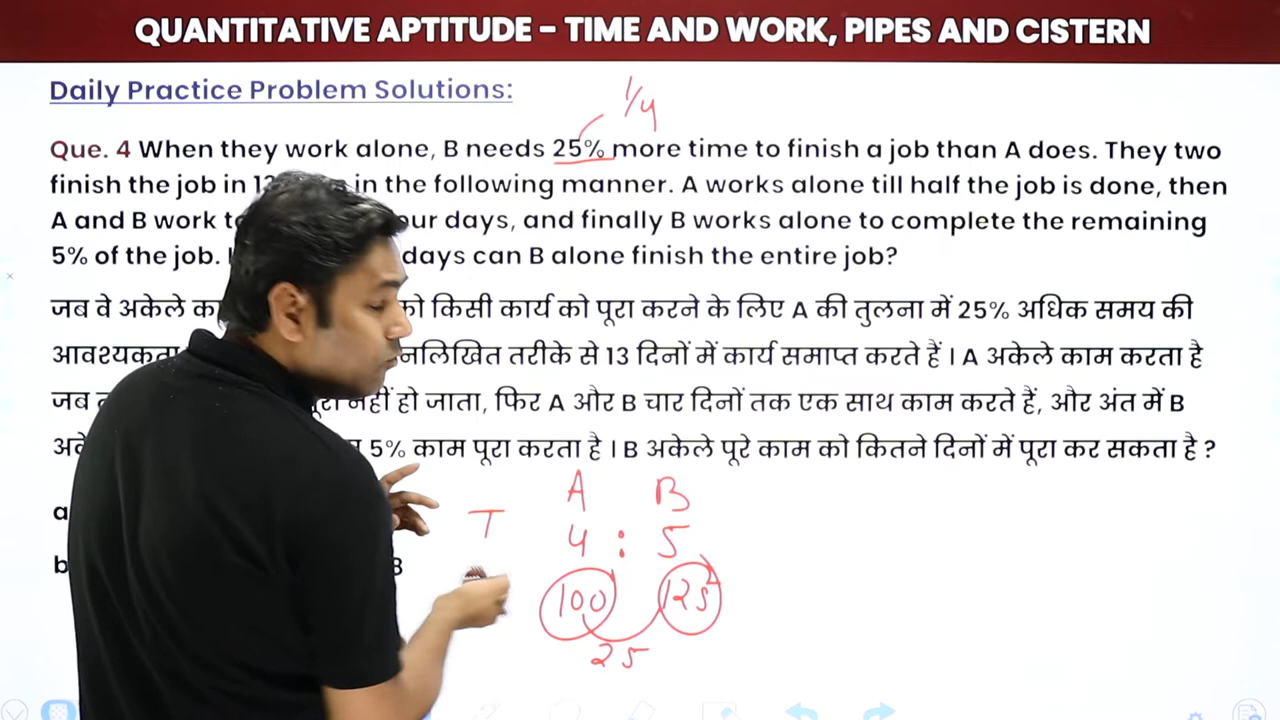 QUANTITATIVE APTITUDE – TIME AND WORK, PIPES AND CISTERN
Daily Practice Problem Solutions:
1/4
Que. 4 When they work alone, B needs 25% more time to finish a job than A does. They two
finish the job in in the following manner. A works alone till half the job is done, then
A and B work days, and finally B works alone to complete the remaining
5% of the job. days can B alone finish the entire job?
जब वे अकेले को किसी कार्य को पूरा करने के लिए A की तुलना में 25% अधिक समय की
तरीके से 13 दिनों में कार्य समाप्त करते हैं । A अकेले काम करता है
जब नहीं हो जाता, फिर A और B चार दिनों तक एक साथ काम करते हैं, और अंत में B
5% काम पूरा करता है । B अकेले पूरे काम को कितने दिनों में पूरा कर सकता है ?
A B
T 4 : 5
100 125
25